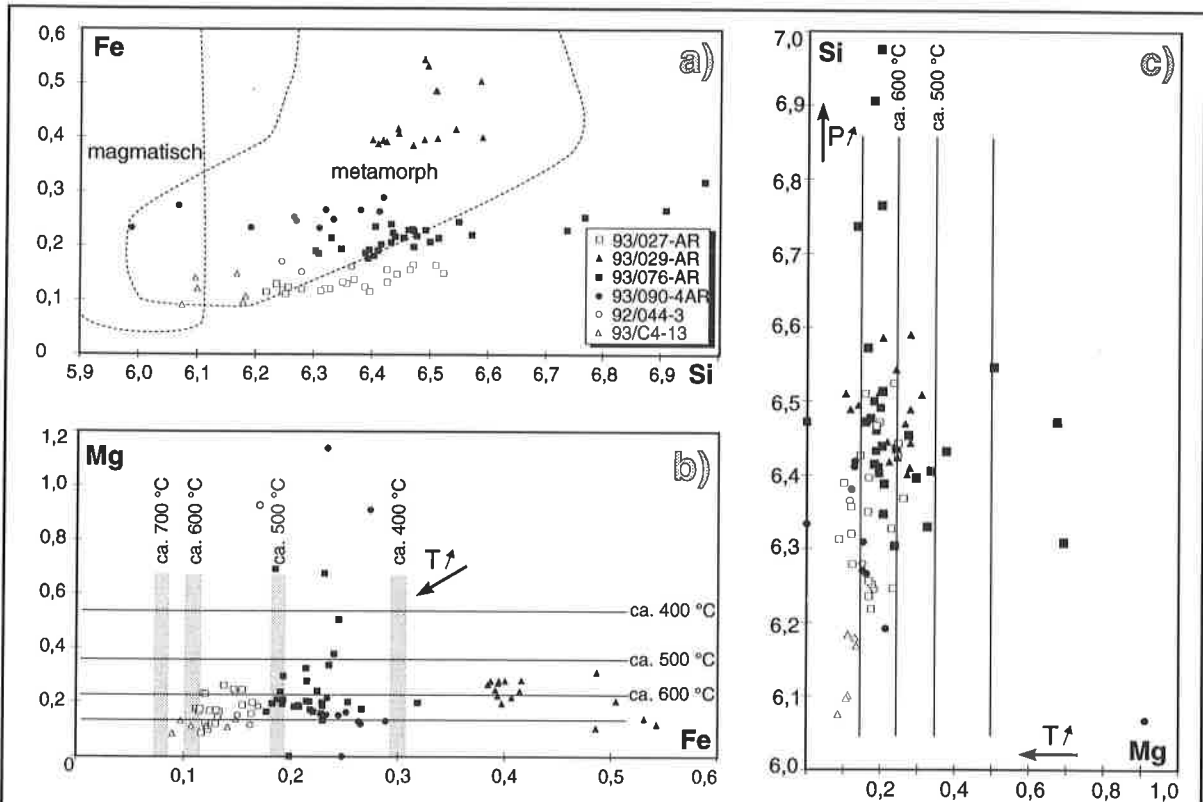 Fe
a)
0,6
0,5
0,4
0,3
0,2
0,1
0
magmatisch
metamorph
93/027-AR
93/029-AR
93/076-AR
93/090-4AR
92/044-3
93/C4-13
5,9 6,0 6,1 6,2 6,3 6,4 6,5 6,6 6,7 6,8 6,9
Si
Mg
b)
1,2
1,0
0,8
0,6
0,4
0,2
0
ca. 700 °C
ca. 600 °C
ca. 500 °C
ca. 400 °C
T
ca. 400 °C
ca. 500 °C
ca. 600 °C
Fe
0,1 0,2 0,3 0,4 0,5 0,6
Si
c)
7,0
6,9
6,8
6,7
6,6
6,5
6,4
6,3
6,2
6,1
6,0
P
ca. 600 °C
ca. 500 °C
T
Mg
0,2 0,4 0,6 0,8 1,0